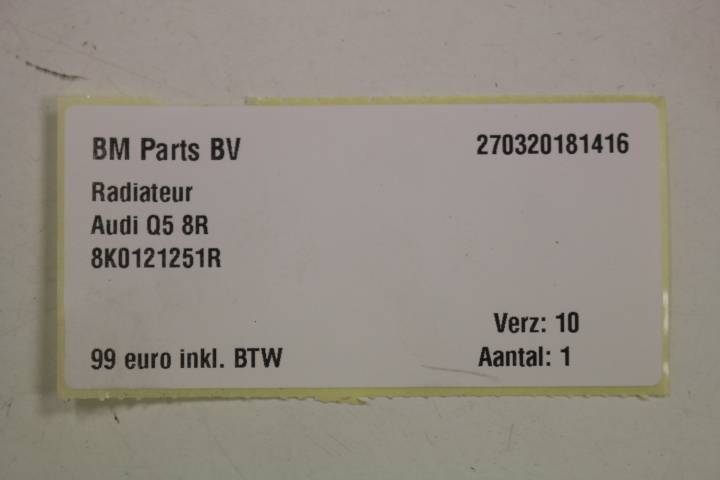 BM Parts BV 270320181416
Radiateur
Audi Q5 8R
8K0121251R
Verz: 10
99 euro inkl. BTW Aantal: 1